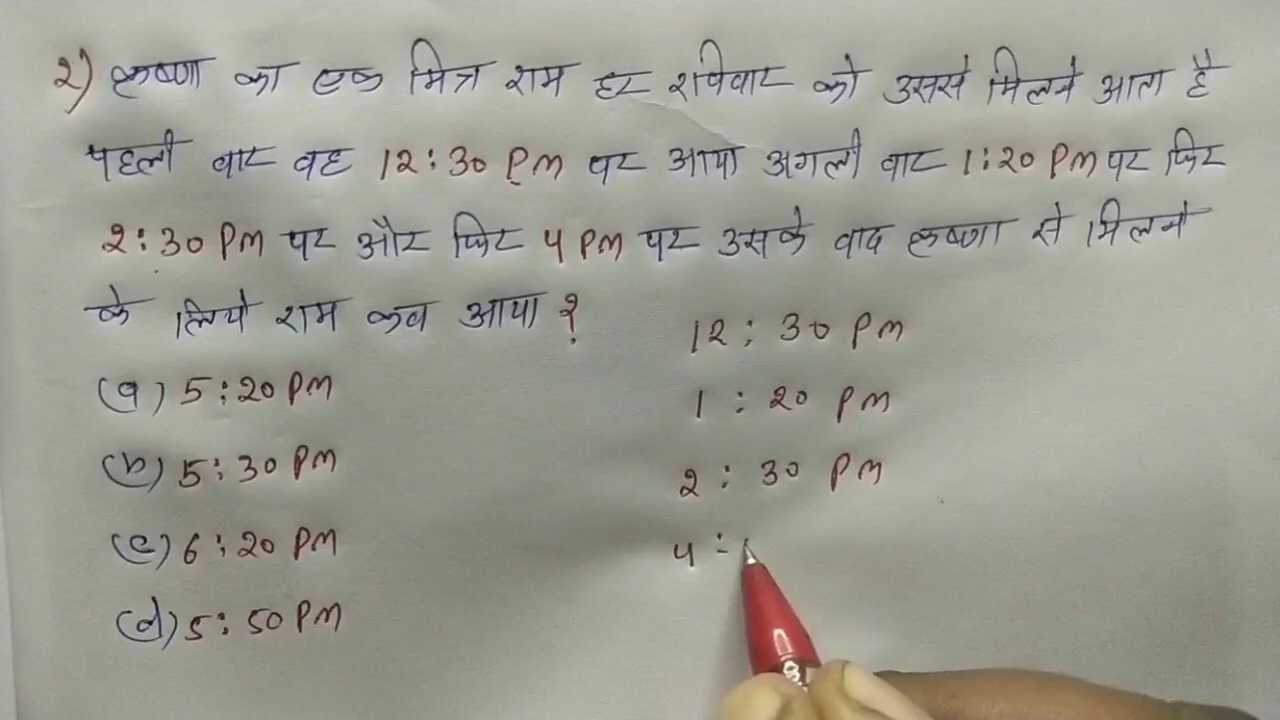 2) कृष्णा का एक मित्र राम हर रविवार को उससे मिलने आता है
पहली बार वह 12:30 PM पर आया अगली बार 1:20 PM पर फिर
2:30 PM पर और फिर 4 PM पर उसके बाद कृष्णा से मिलने
के लिये राम कब आया ?
(a) 5:20 PM
(b) 5:30 PM
(c) 6:20 PM
(d) 5:50 PM
12 : 30 PM
1 : 20 PM
2 : 30 PM
4 :